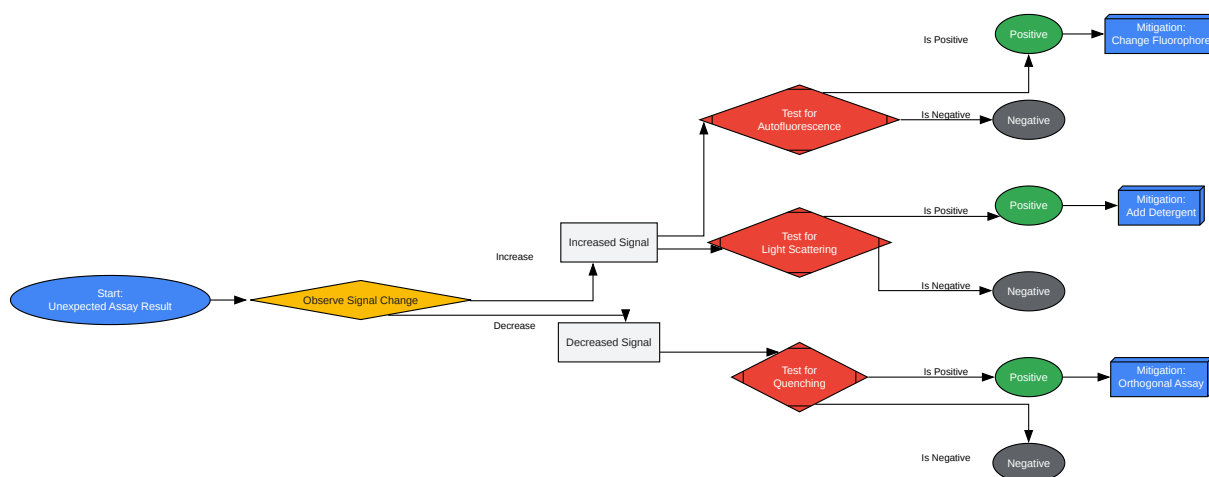 Start:
Unexpected Assay Result
Observe Signal Change
Increase
Decrease
Increased Signal
Decreased Signal
Test for
Autofluorescence
Is Positive
Positive
Mitigation:
Change Fluorophore
Is Negative
Negative
Test for
Light Scattering
Is Positive
Positive
Mitigation:
Add Detergent
Is Negative
Negative
Test for
Quenching
Is Positive
Positive
Mitigation:
Orthogonal Assay
Is Negative
Negative